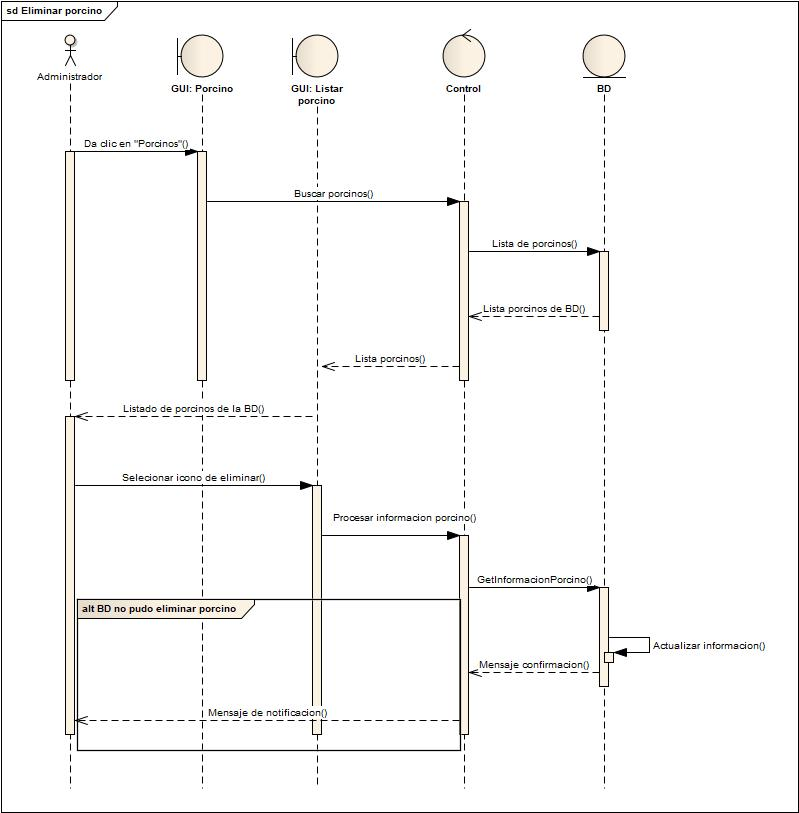 sd Eliminar porcino
Administrador
GUI: Porcino
GUI: Listar
porcino
Control
BD
Da clic en "Porcinos"()
Buscar porcinos()
Lista de porcinos()
Lista porcinos de BD()
Lista porcinos()
Listado de porcinos de la BD()
Selecionar icono de eliminar()
Procesar informacion porcino()
GetInformacionPorcino()
alt BD no pudo eliminar porcino
Actualizar informacion()
Mensaje confirmacion()
Mensaje de notificacion()